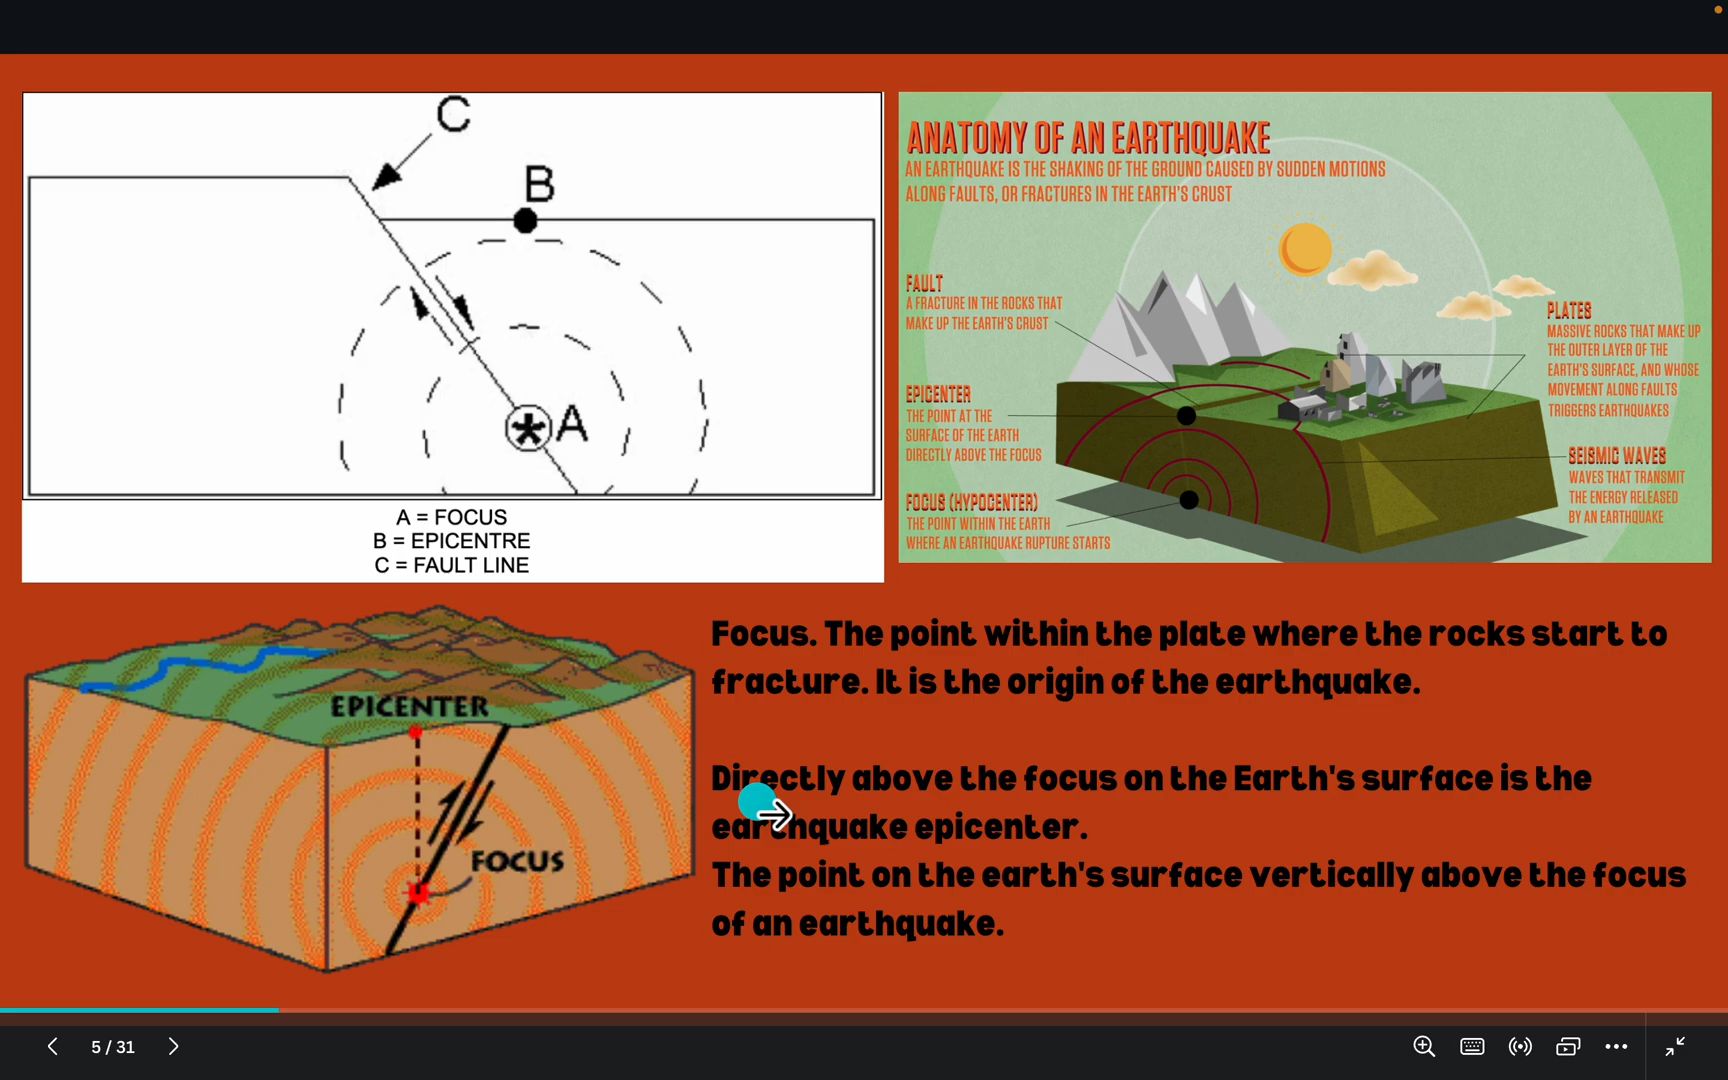 C
B
A
A = FOCUS
B = EPICENTRE
C = FAULT LINE
ANATOMY OF AN EARTHQUAKE
AN EARTHQUAKE IS THE SHAKING OF THE GROUND CAUSED BY SUDDEN MOTIONS
ALONG FAULTS, OR FRACTURES IN THE EARTH'S CRUST
FAULT
A FRACTURE IN THE ROCKS THAT
MAKE UP THE EARTH'S CRUST
EPICENTER
THE POINT AT THE
SURFACE OF THE EARTH
DIRECTLY ABOVE THE FOCUS
FOCUS (HYPOCENTER)
THE POINT WITHIN THE EARTH
WHERE AN EARTHQUAKE RUPTURE STARTS
PLATES
MASSIVE ROCKS THAT MAKE UP
THE OUTER LAYER OF THE
EARTH'S SURFACE, AND WHOSE
MOVEMENT ALONG FAULTS
TRIGGERS EARTHQUAKES
SEISMIC WAVES
WAVES THAT TRANSMIT
THE ENERGY RELEASED
BY AN EARTHQUAKE
EPICENTER
FOCUS
Focus. The point within the plate where the rocks start to
fracture. It is the origin of the earthquake.
Directly above the focus on the Earth's surface is the
earthquake epicenter.
The point on the earth's surface vertically above the focus
of an earthquake.
5 / 31